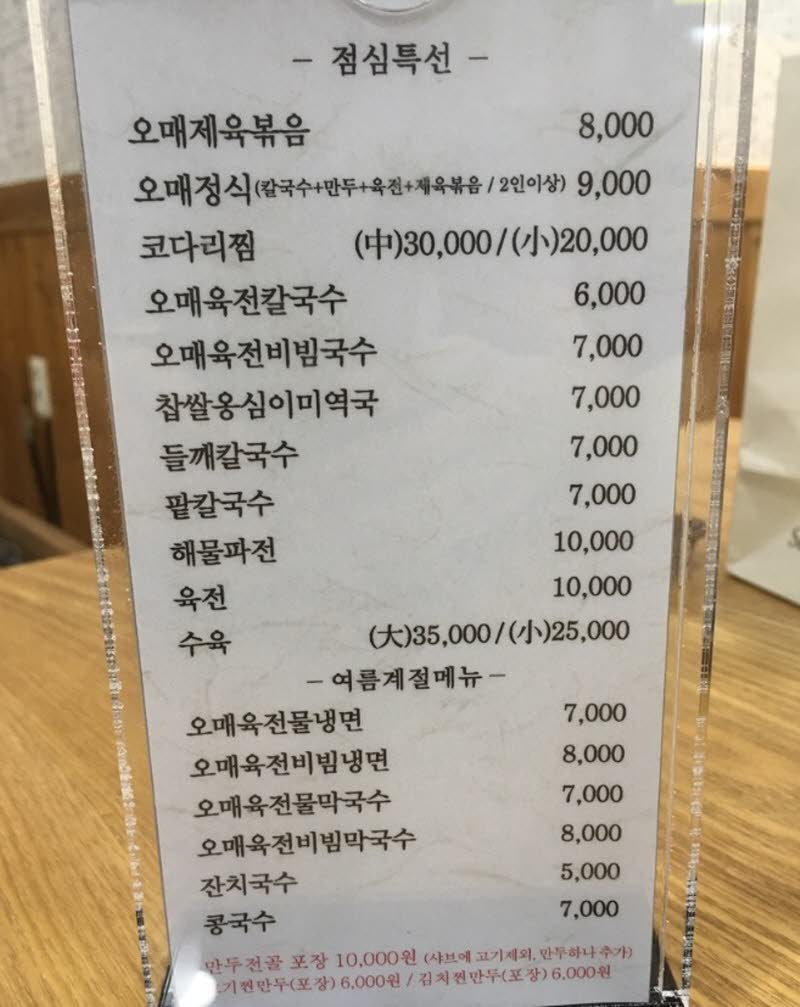 - 점심특선 -
오매제육볶음 8,000
오매정식(칼국수+만두+육전+제육볶음 / 2인이상) 9,000
코다리찜 (中)30,000/(小)20,000
오매육전칼국수 6,000
오매육전비빔국수 7,000
찹쌀옹심이미역국 7,000
들깨칼국수 7,000
팥칼국수 7,000
해물파전 10,000
육전 10,000
수육 (大)35,000/(小)25,000
- 여름계절메뉴 -
오매육전물냉면 7,000
오매육전비빔냉면 8,000
오매육전물막국수 7,000
오매육전비빔막국수 8,000
잔치국수 5,000
콩국수 7,000
만두전골 포장 10,000원 (샤브에 고기제외, 만두하나 추가)
고기찐만두(포장) 6,000원 / 김치찐만두(포장) 6,000원